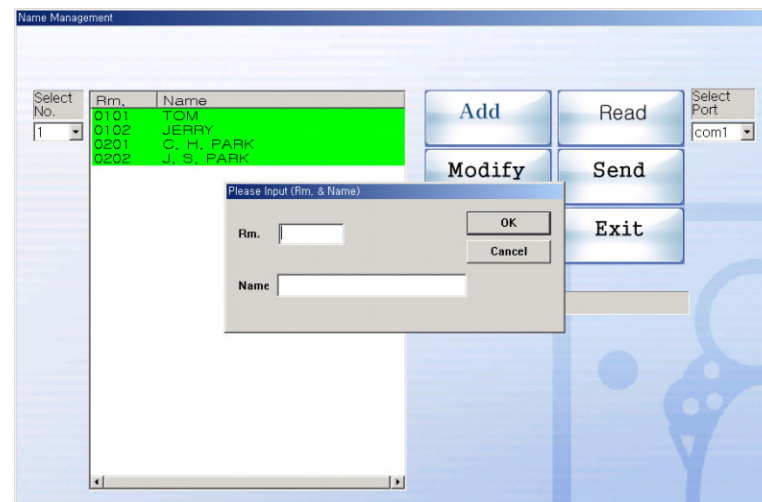 Name Management
Select No.
1
Rm. Name
0101 TOM
0102 JERRY
0201 C. H. PARK
0202 J. S. PARK
Add
Read
Select Port
com1
Modify
Send
Exit
Please Input (Rm, & Name)
Rm.
OK
Cancel
Name